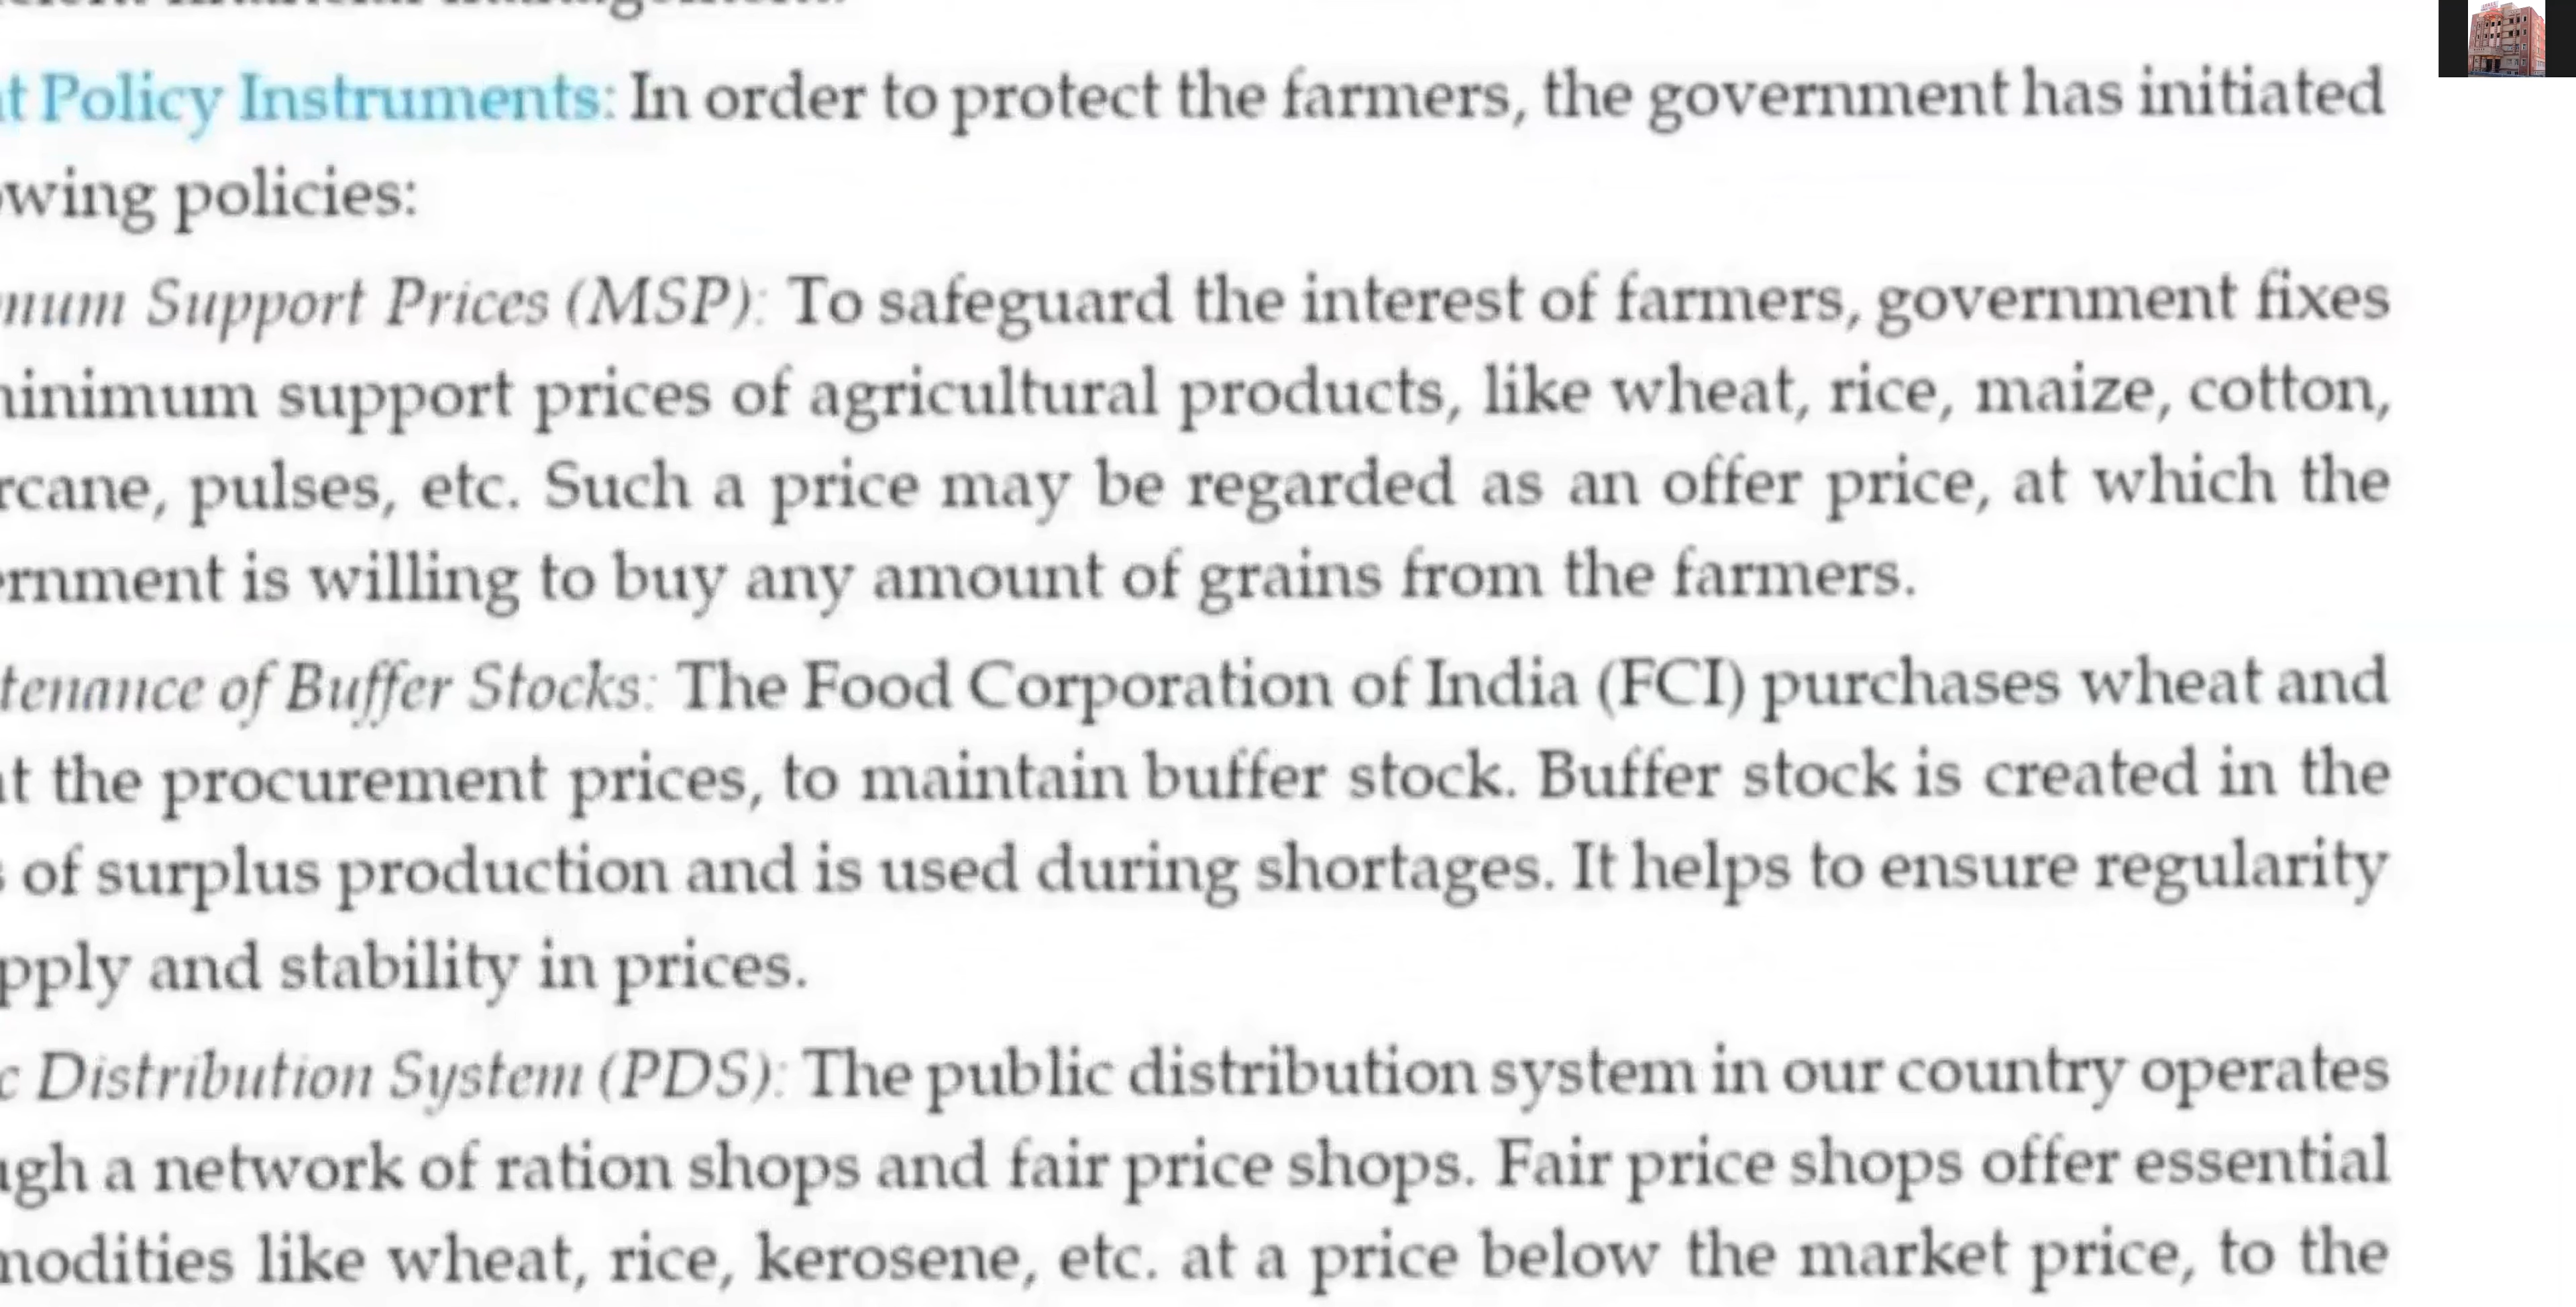 t Policy Instruments: In order to protect the farmers, the government has initiated
owing policies:
num Support Prices (MSP): To safeguard the interest of farmers, government fixes
ninimum support prices of agricultural products, like wheat, rice, maize, cotton,
rcane, pulses, etc. Such a price may be regarded as an offer price, at which the
ernment is willing to buy any amount of grains from the farmers.
tenance of Buffer Stocks: The Food Corporation of India (FCI) purchases wheat and
at the procurement prices, to maintain buffer stock. Buffer stock is created in the
s of surplus production and is used during shortages. It helps to ensure regularity
pply and stability in prices.
c Distribution System (PDS): The public distribution system in our country operates
ugh a network of ration shops and fair price shops. Fair price shops offer essential
modities like wheat, rice, kerosene, etc. at a price below the market price, to the